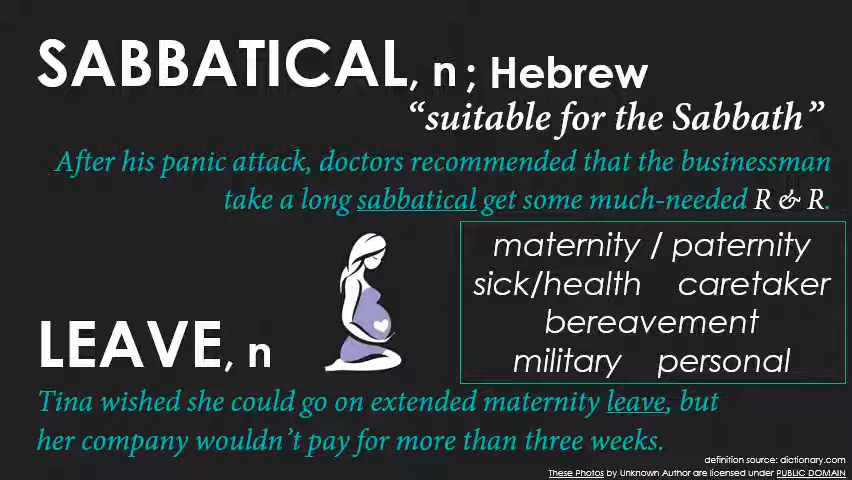 SABBATICAL, n ; Hebrew
“suitable for the Sabbath”
After his panic attack, doctors recommended that the businessman
take a long sabbatical get some much-needed R & R.
maternity / paternity
sick/health caretaker
bereavement
military personal
LEAVE, n
Tina wished she could go on extended maternity leave, but
her company wouldn’t pay for more than three weeks.
definition source: dictionary.com
These Photos by Unknown Author are licensed under PUBLIC DOMAIN